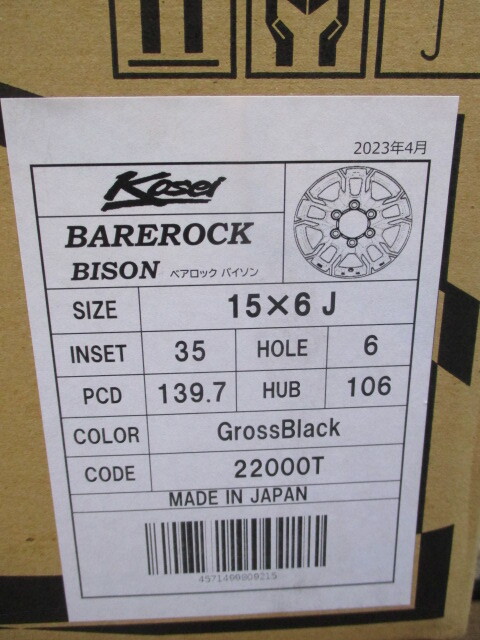 J
2023年4月
Kosei
BAREROCK
BISON ベアロック バイソン
SIZE 15×6 J
INSET 35 HOLE 6
PCD 139.7 HUB 106
COLOR GrossBlack
CODE 22000T
MADE IN JAPAN
4571499909215